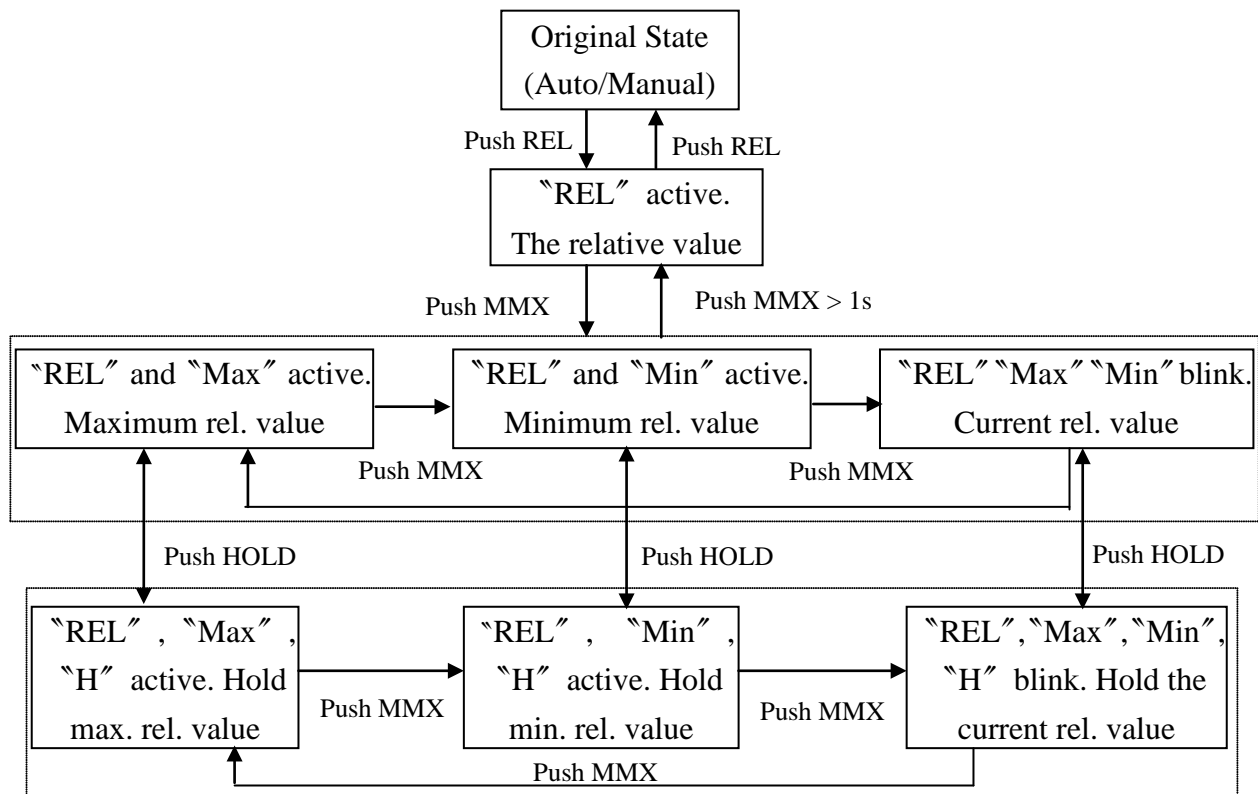 Original State
(Auto/Manual)
Push REL
Push REL
〝REL〞 active.
The relative value
Push MMX
Push MMX > 1s
〝REL〞 and 〝Max〞 active.
Maximum rel. value
〝REL〞 and 〝Min〞 active.
Minimum rel. value
〝REL〞〝Max〞〝Min〞 blink.
Current rel. value
Push MMX
Push MMX
Push HOLD
Push HOLD
Push HOLD
〝REL〞 , 〝Max〞 ,
〝H〞 active. Hold
max. rel. value
〝REL〞 , 〝Min〞 ,
〝H〞 active. Hold
min. rel. value
〝REL〞,〝Max〞,〝Min〞,
〝H〞 blink. Hold the
current rel. value
Push MMX
Push MMX
Push MMX